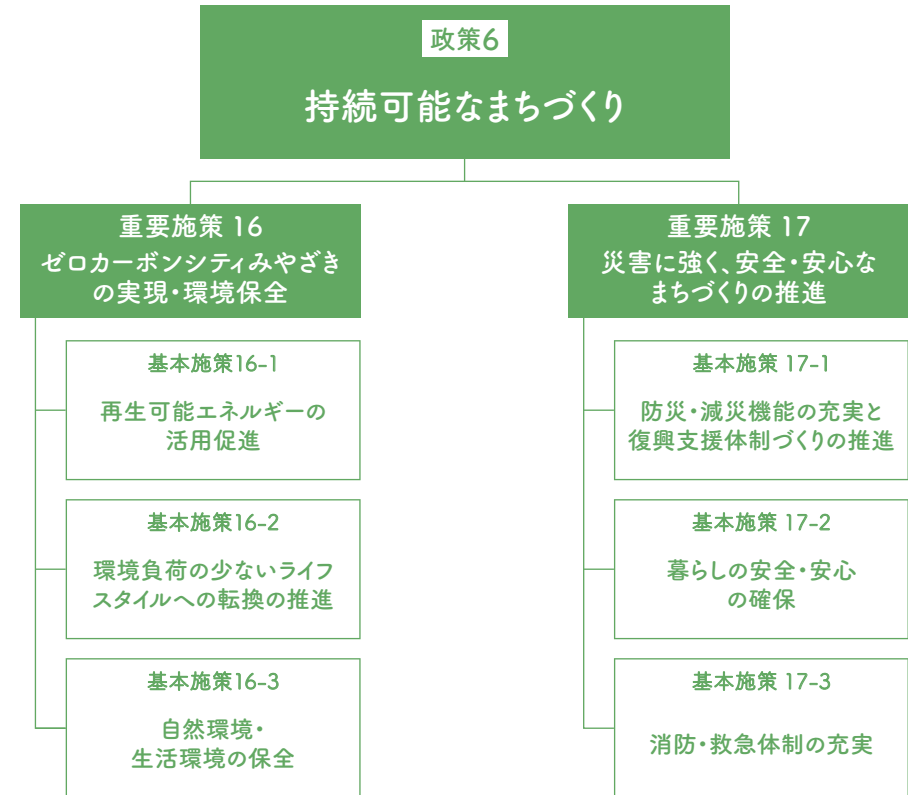 政策6
持続可能なまちづくり
重要施策 16
ゼロカーボンシティみやざき
の実現・環境保全
基本施策16-1
再生可能エネルギーの
活用促進
基本施策16-2
環境負荷の少ないライフ
スタイルへの転換の推進
基本施策16-3
自然環境・
生活環境の保全
重要施策 17
災害に強く、安全・安心な
まちづくりの推進
基本施策 17-1
防災・減災機能の充実と
復興支援体制づくりの推進
基本施策 17-2
暮らしの安全・安心
の確保
基本施策 17-3
消防・救急体制の充実